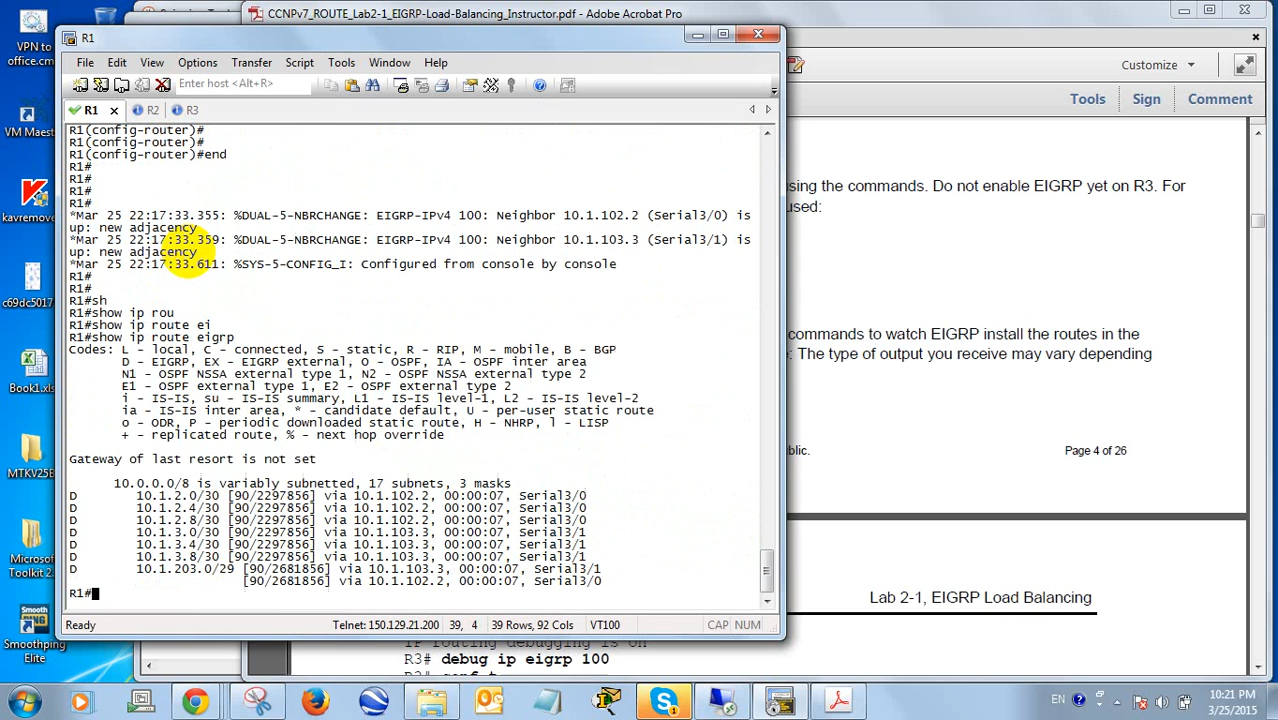 CCNPv7_ROUTE_Lab2-1_EIGRP-Load-Balancing_Instructor.pdf - Adobe Acrobat Pro
VPN to
office.cm...
VM Maest...
kavremove...
c69dc5017...
Book1.xls
MTKV25B
Microsoft
Toolkit 2...
Smoothping
Elite
R1
File Edit View Options Transfer Script Tools Window Help
Enter host <Alt+R>
R1 R2 R3
R1(config-router)#
R1(config-router)#
R1(config-router)#end
R1#
R1#
R1#
R1#
*Mar 25 22:17:33.355: %DUAL-5-NBRCHANGE: EIGRP-IPv4 100: Neighbor 10.1.102.2 (Serial3/0) is
up: new adjacency
*Mar 25 22:17:33.359: %DUAL-5-NBRCHANGE: EIGRP-IPv4 100: Neighbor 10.1.103.3 (Serial3/1) is
up: new adjacency
*Mar 25 22:17:33.611: %SYS-5-CONFIG_I: Configured from console by console
R1#
R1#
R1#sh
R1#show ip rou
R1#show ip route ei
R1#show ip route eigrp
Codes: L - local, C - connected, S - static, R - RIP, M - mobile, B - BGP
D - EIGRP, EX - EIGRP external, O - OSPF, IA - OSPF inter area
N1 - OSPF NSSA external type 1, N2 - OSPF NSSA external type 2
E1 - OSPF external type 1, E2 - OSPF external type 2
i - IS-IS, su - IS-IS summary, L1 - IS-IS level-1, L2 - IS-IS level-2
ia - IS-IS inter area, * - candidate default, U - per-user static route
o - ODR, P - periodic downloaded static route, H - NHRP, l - LISP
+ - replicated route, % - next hop override
Gateway of last resort is not set
10.0.0.0/8 is variably subnetted, 17 subnets, 3 masks
D 10.1.2.0/30 [90/2297856] via 10.1.102.2, 00:00:07, Serial3/0
D 10.1.2.4/30 [90/2297856] via 10.1.102.2, 00:00:07, Serial3/0
D 10.1.2.8/30 [90/2297856] via 10.1.102.2, 00:00:07, Serial3/0
D 10.1.3.0/30 [90/2297856] via 10.1.103.3, 00:00:07, Serial3/1
D 10.1.3.4/30 [90/2297856] via 10.1.103.3, 00:00:07, Serial3/1
D 10.1.3.8/30 [90/2297856] via 10.1.103.3, 00:00:07, Serial3/1
D 10.1.203.0/29 [90/2681856] via 10.1.103.3, 00:00:07, Serial3/1
[90/2681856] via 10.1.102.2, 00:00:07, Serial3/0
R1#
Ready Telnet: 150.129.21.200 39, 4 39 Rows, 92 Cols VT100 CAP NUM
Customize
Tools Sign Comment
sing the commands. Do not enable EIGRP yet on R3. For
used:
commands to watch EIGRP install the routes in the
: The type of output you receive may vary depending
blic. Page 4 of 26
Lab 2-1, EIGRP Load Balancing
IP routing debugging is on
R3# debug ip eigrp 100
EN
10:21 PM
3/25/2015